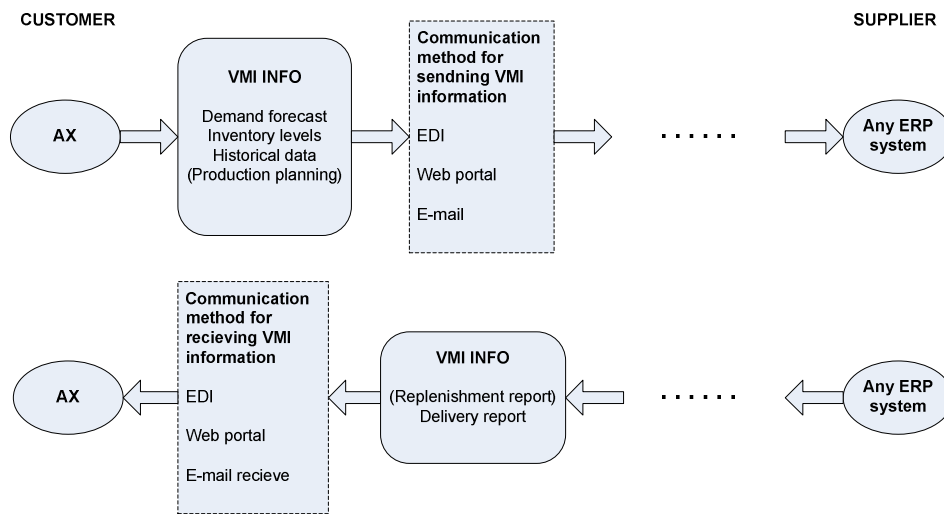 CUSTOMER
SUPPLIER
AX
VMI INFO
Demand forecast
Inventory levels
Historical data
(Production planning)
Communication
method for
sendning VMI
information
EDI
Web portal
E-mail
......
Any ERP
system
AX
Communication
method for
recieving VMI
information
EDI
Web portal
E-mail recieve
VMI INFO
(Replenishment report)
Delivery report
......
Any ERP
system